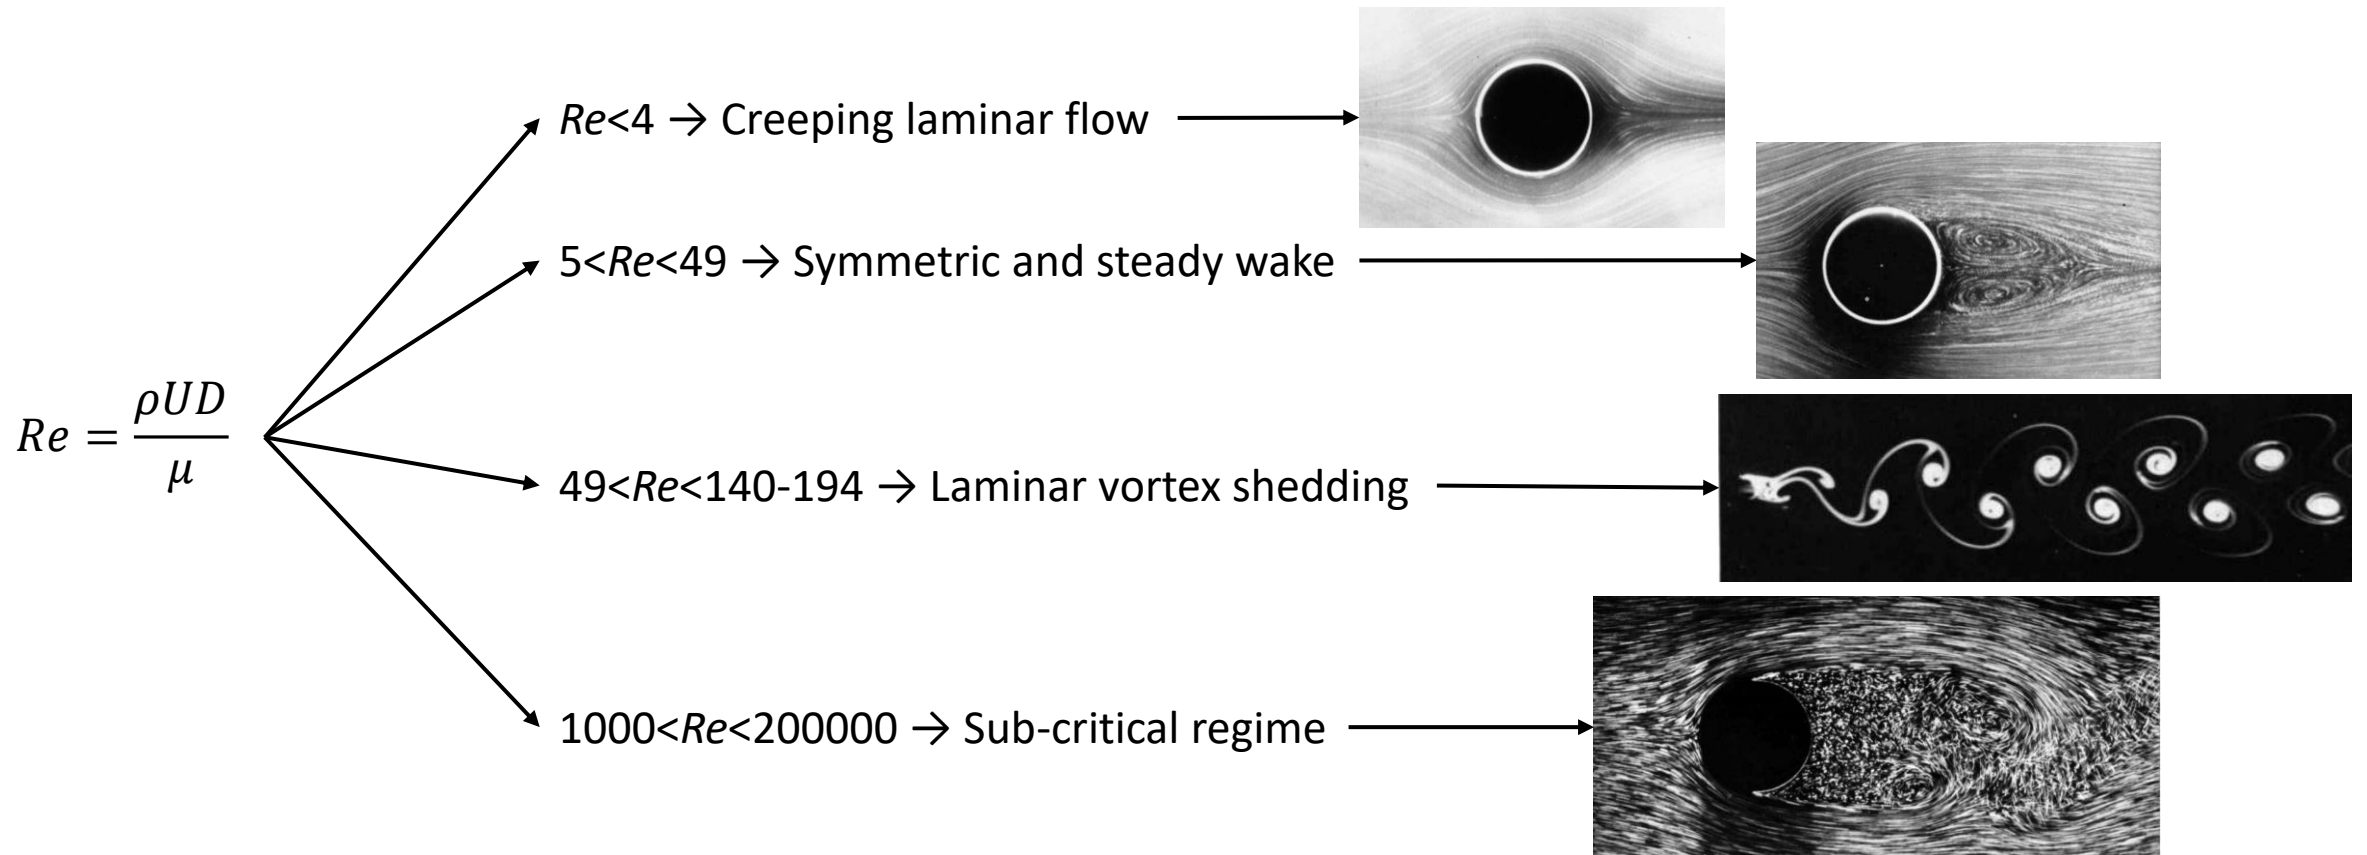 Re<4 → Creeping laminar flow
5<Re<49 → Symmetric and steady wake
Re = ρUD/μ
49<Re<140-194 → Laminar vortex shedding
1000<Re<200000 → Sub-critical regime